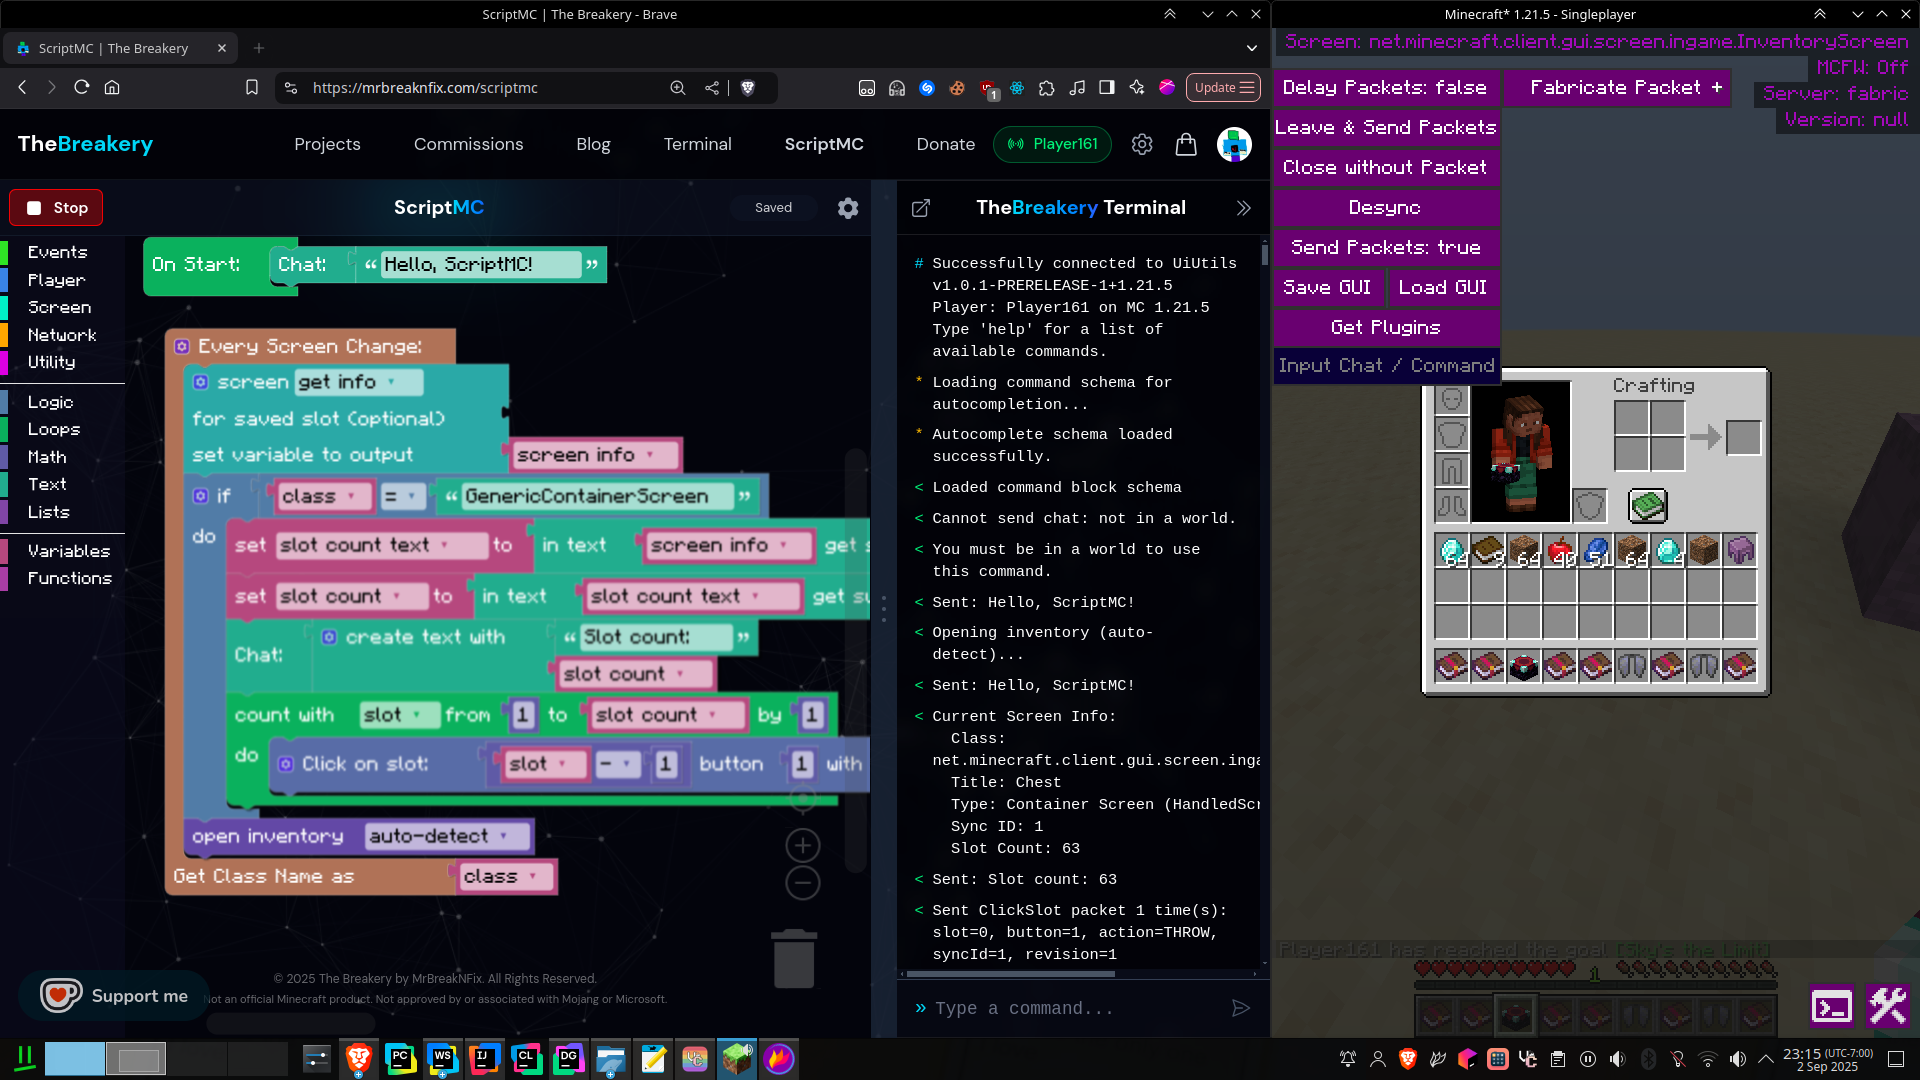 ScriptMC | The Breakery - Brave
ScriptMC | The Breakery
https://mrbreaknfix.com/scriptmc
1
Update
TheBreakery
Projects
Commissions
Blog
Terminal
ScriptMC
Donate
Player161
Stop
ScriptMC
Saved
Events
Player
Screen
Network
Utility
Logic
Loops
Math
Text
Lists
Variables
Functions
On Start:
Chat:
“ Hello, ScriptMC! ”
Every Screen Change:
screen get info
for saved slot (optional)
set variable to output screen info
if class = “ GenericContainerScreen ”
do set slot count text to in text screen info get s
set slot count to in text slot count text get su
Chat: create text with “ Slot count: ”
slot count
count with slot from 1 to slot count by 1
do Click on slot: slot - 1 button 1 with
open inventory auto-detect
Get Class Name as class
© 2025 The Breakery by MrBreakNFix. All Rights Reserved.
Not an official Minecraft product. Not approved by or associated with Mojang or Microsoft.
Support me
TheBreakery Terminal
# Successfully connected to UiUtils
v1.0.1-PRERELEASE-1+1.21.5
Player: Player161 on MC 1.21.5
Type 'help' for a list of
available commands.
* Loading command schema for
autocompletion...
* Autocomplete schema loaded
successfully.
< Loaded command block schema
< Cannot send chat: not in a world.
< You must be in a world to use
this command.
< Sent: Hello, ScriptMC!
< Opening inventory (auto-
detect)...
< Sent: Hello, ScriptMC!
< Current Screen Info:
Class:
net.minecraft.client.gui.screen.inga
Title: Chest
Type: Container Screen (HandledScr
Sync ID: 1
Slot Count: 63
< Sent: Slot count: 63
< Sent ClickSlot packet 1 time(s):
slot=0, button=1, action=THROW,
syncId=1, revision=1
» Type a command...
Minecraft* 1.21.5 - Singleplayer
Screen: net.minecraft.client.gui.screen.ingame.InventoryScreen
MCFW: Off
Server: fabric
Version: null
Delay Packets: false
Fabricate Packet +
Leave & Send Packets
Close without Packet
Desync
Send Packets: true
Save GUI
Load GUI
Get Plugins
Input Chat / Command
Crafting
64 9 64 40 51 64 4
Player161 has reached the goal [Sky's the Limit]
1
PC
WS
IJ
CL
DG
23:15 (UTC-7:00)
2 Sep 2025